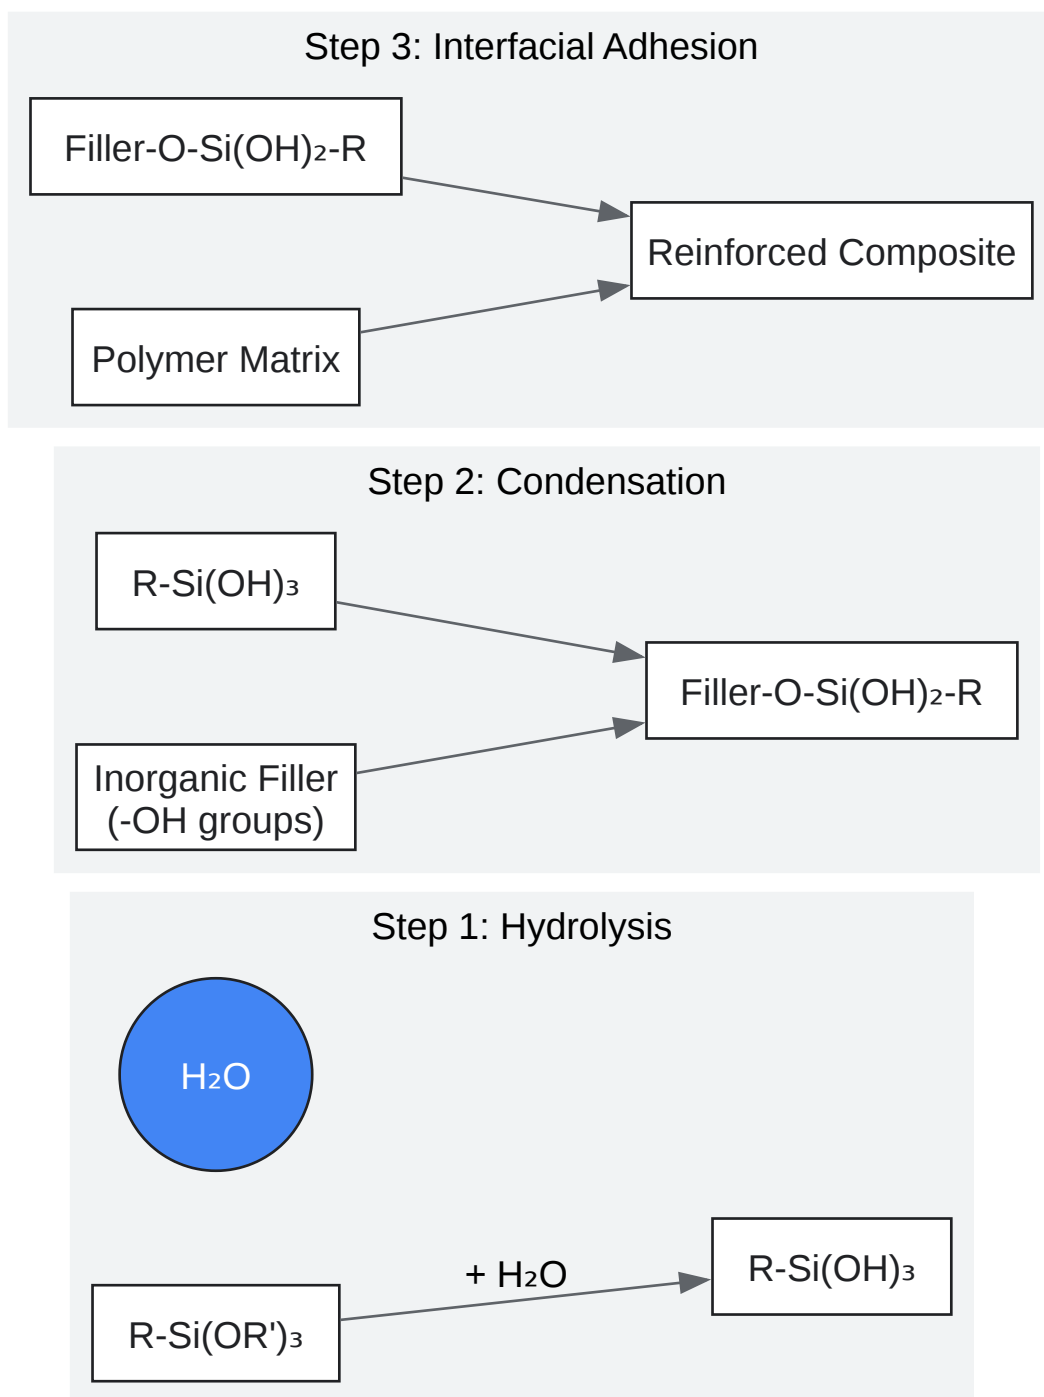 Step 3: Interfacial Adhesion
Filler-O-Si(OH)₂-R
Reinforced Composite
Polymer Matrix
Step 2: Condensation
R-Si(OH)₃
Filler-O-Si(OH)₂-R
Inorganic Filler
(-OH groups)
Step 1: Hydrolysis
H₂O
+ H₂O
R-Si(OH)₃
R-Si(OR')₃